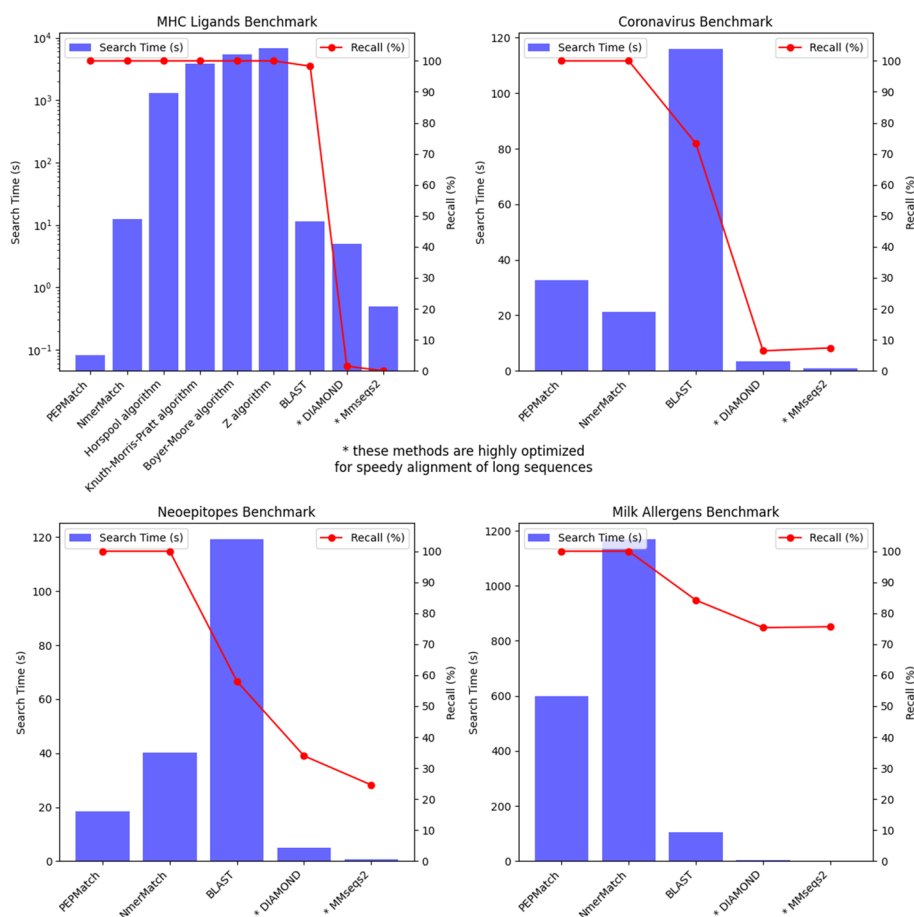 MHC Ligands Benchmark
Search Time (s)
Recall (%)
10^4
10^3
10^2
10^1
10^0
10^-1
Search Time (s)
100
90
80
70
60
50
40
30
20
10
0
Recall (%)
PEPMatch
NmerMatch
Horspool algorithm
Knuth-Morris-Pratt algorithm
Boyer-Moore algorithm
Z algorithm
BLAST
* DIAMOND
* Mmseqs2
Coronavirus Benchmark
Search Time (s)
Recall (%)
120
100
80
60
40
20
0
Search Time (s)
100
90
80
70
60
50
40
30
20
10
0
Recall (%)
PEPMatch
NmerMatch
BLAST
* DIAMOND
* MMseqs2
* these methods are highly optimized
for speedy alignment of long sequences
Neoepitopes Benchmark
Search Time (s)
Recall (%)
120
100
80
60
40
20
0
Search Time (s)
100
90
80
70
60
50
40
30
20
10
0
Recall (%)
PEPMatch
NmerMatch
BLAST
* DIAMOND
* MMseqs2
Milk Allergens Benchmark
Search Time (s)
Recall (%)
1200
1000
800
600
400
200
0
Search Time (s)
100
90
80
70
60
50
40
30
20
10
0
Recall (%)
PEPMatch
NmerMatch
BLAST
* DIAMOND
* MMseqs2